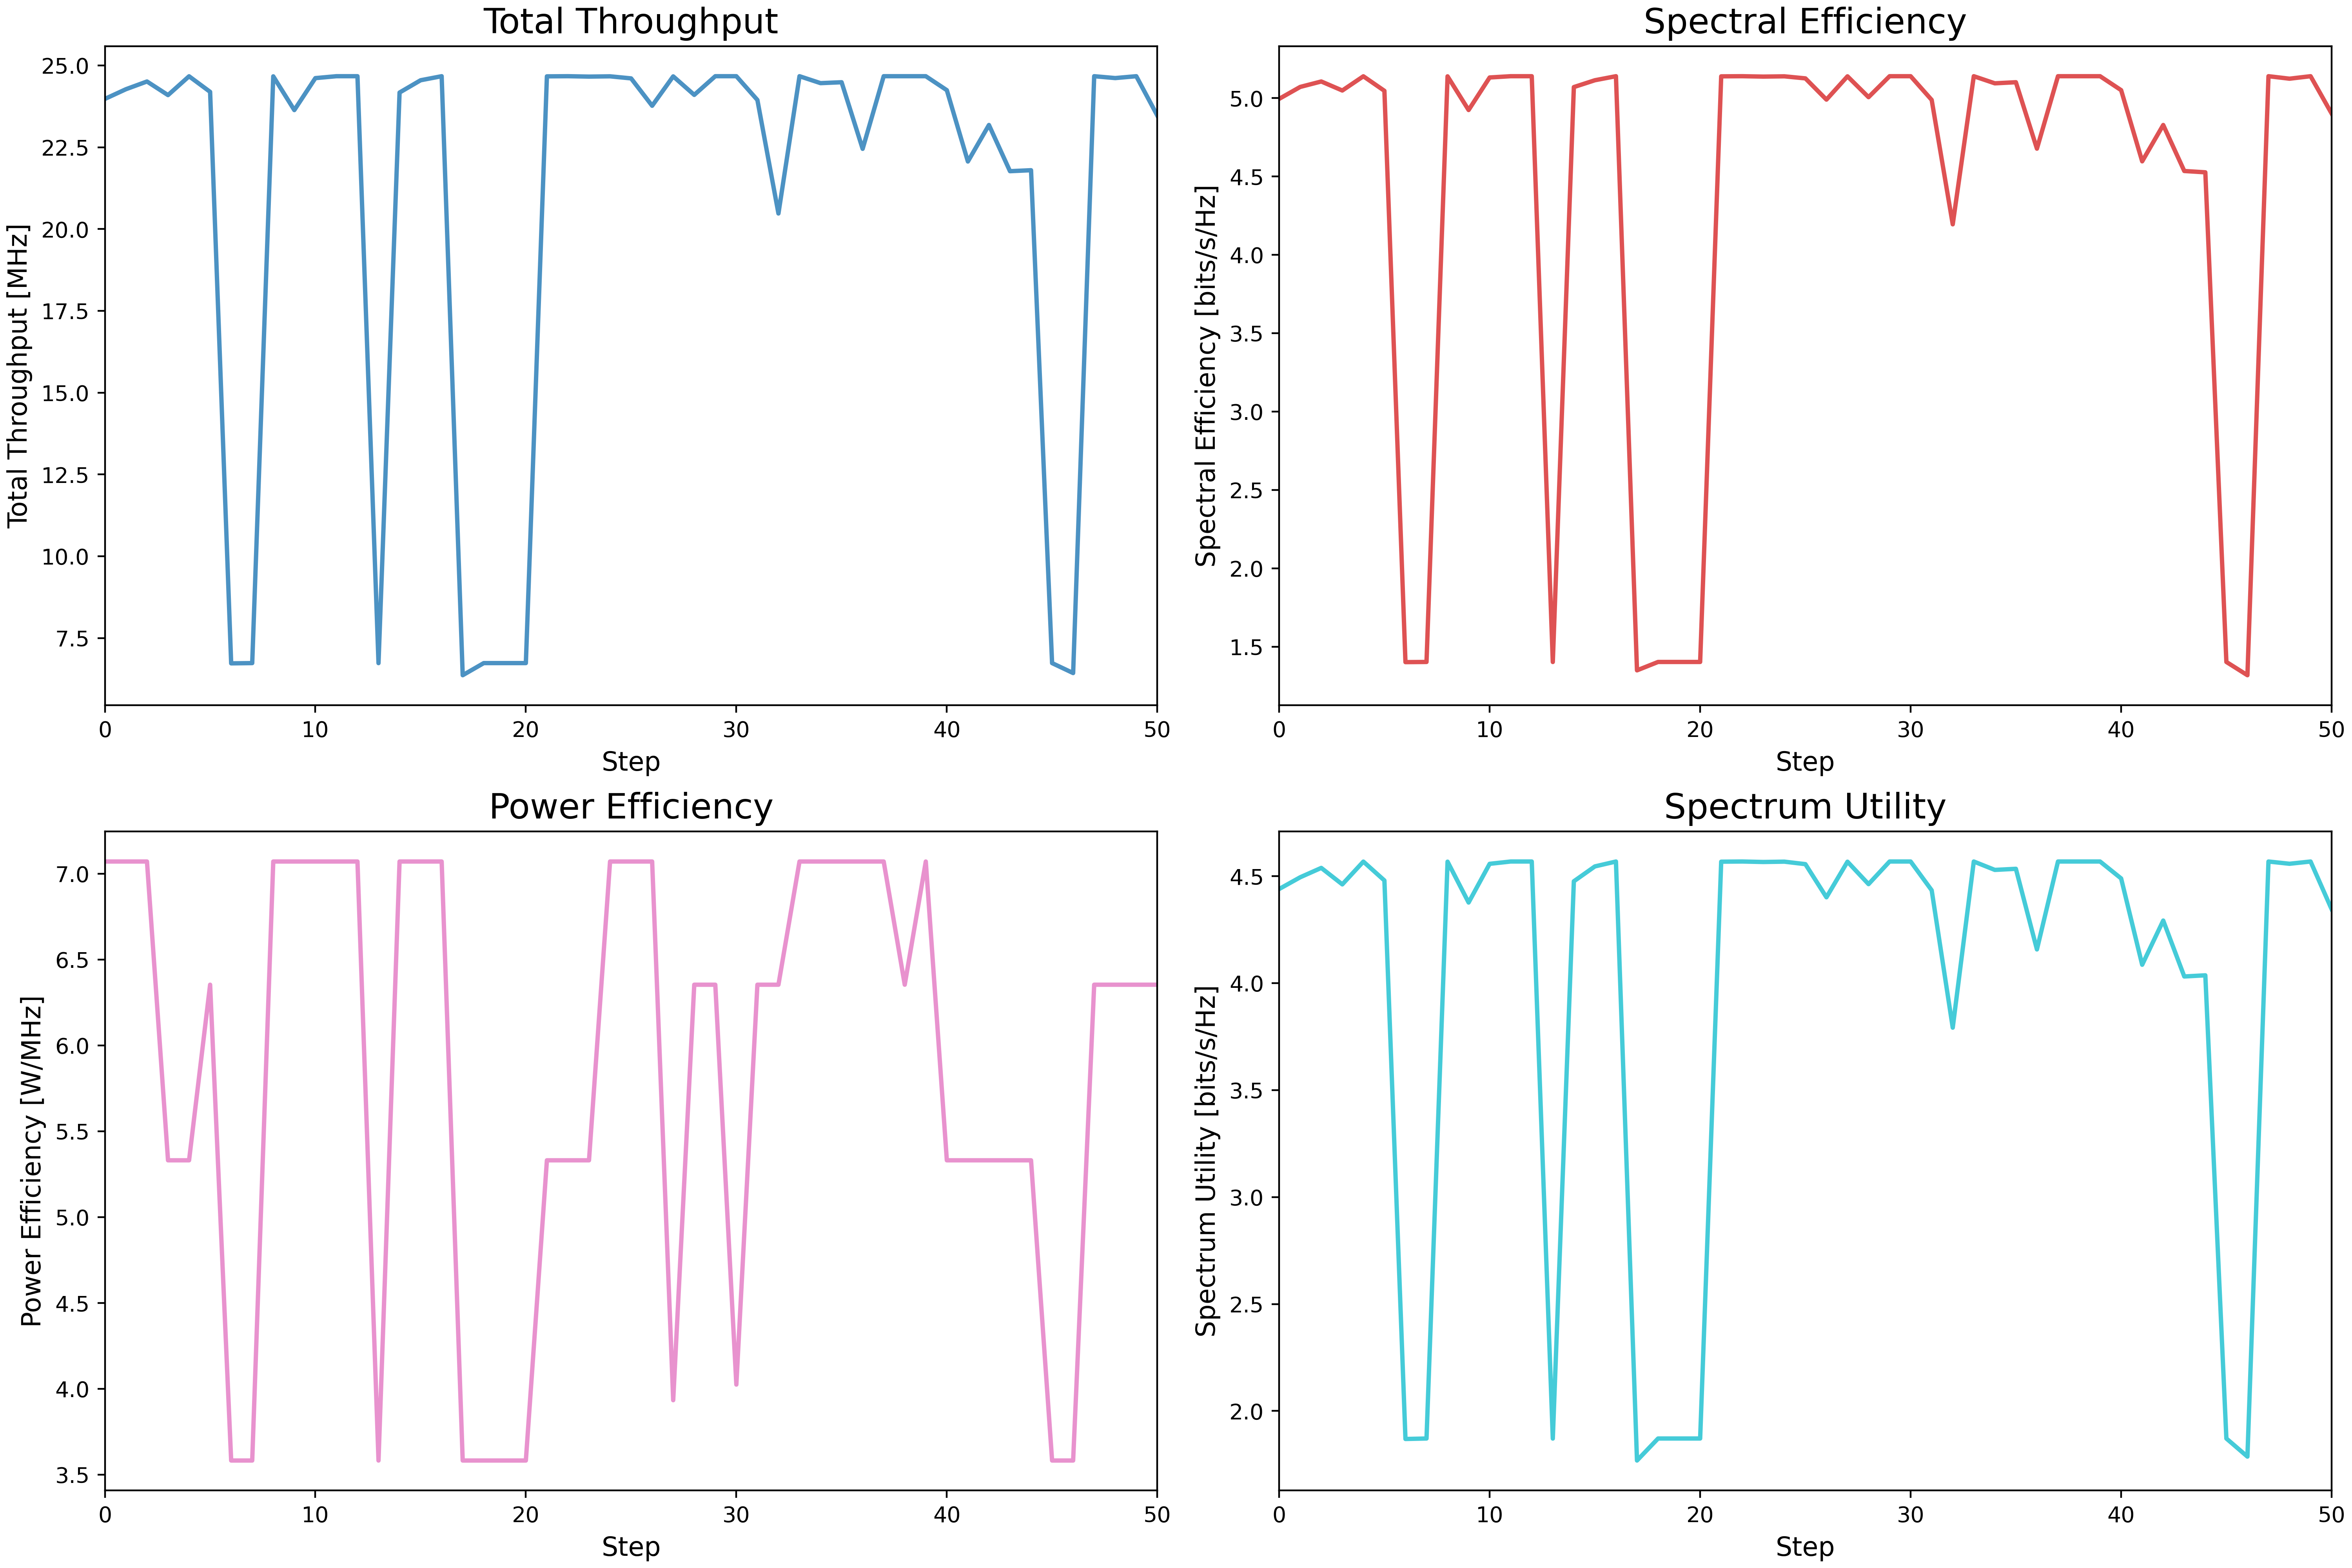 Total Throughput
Total Throughput [MHz]
25.0
22.5
20.0
17.5
15.0
12.5
10.0
7.5
0 10 20 30 40 50
Step
Spectral Efficiency
Spectral Efficiency [bits/s/Hz]
5.0
4.5
4.0
3.5
3.0
2.5
2.0
1.5
0 10 20 30 40 50
Step
Power Efficiency
Power Efficiency [W/MHz]
7.0
6.5
6.0
5.5
5.0
4.5
4.0
3.5
0 10 20 30 40 50
Step
Spectrum Utility
Spectrum Utility [bits/s/Hz]
4.5
4.0
3.5
3.0
2.5
2.0
0 10 20 30 40 50
Step